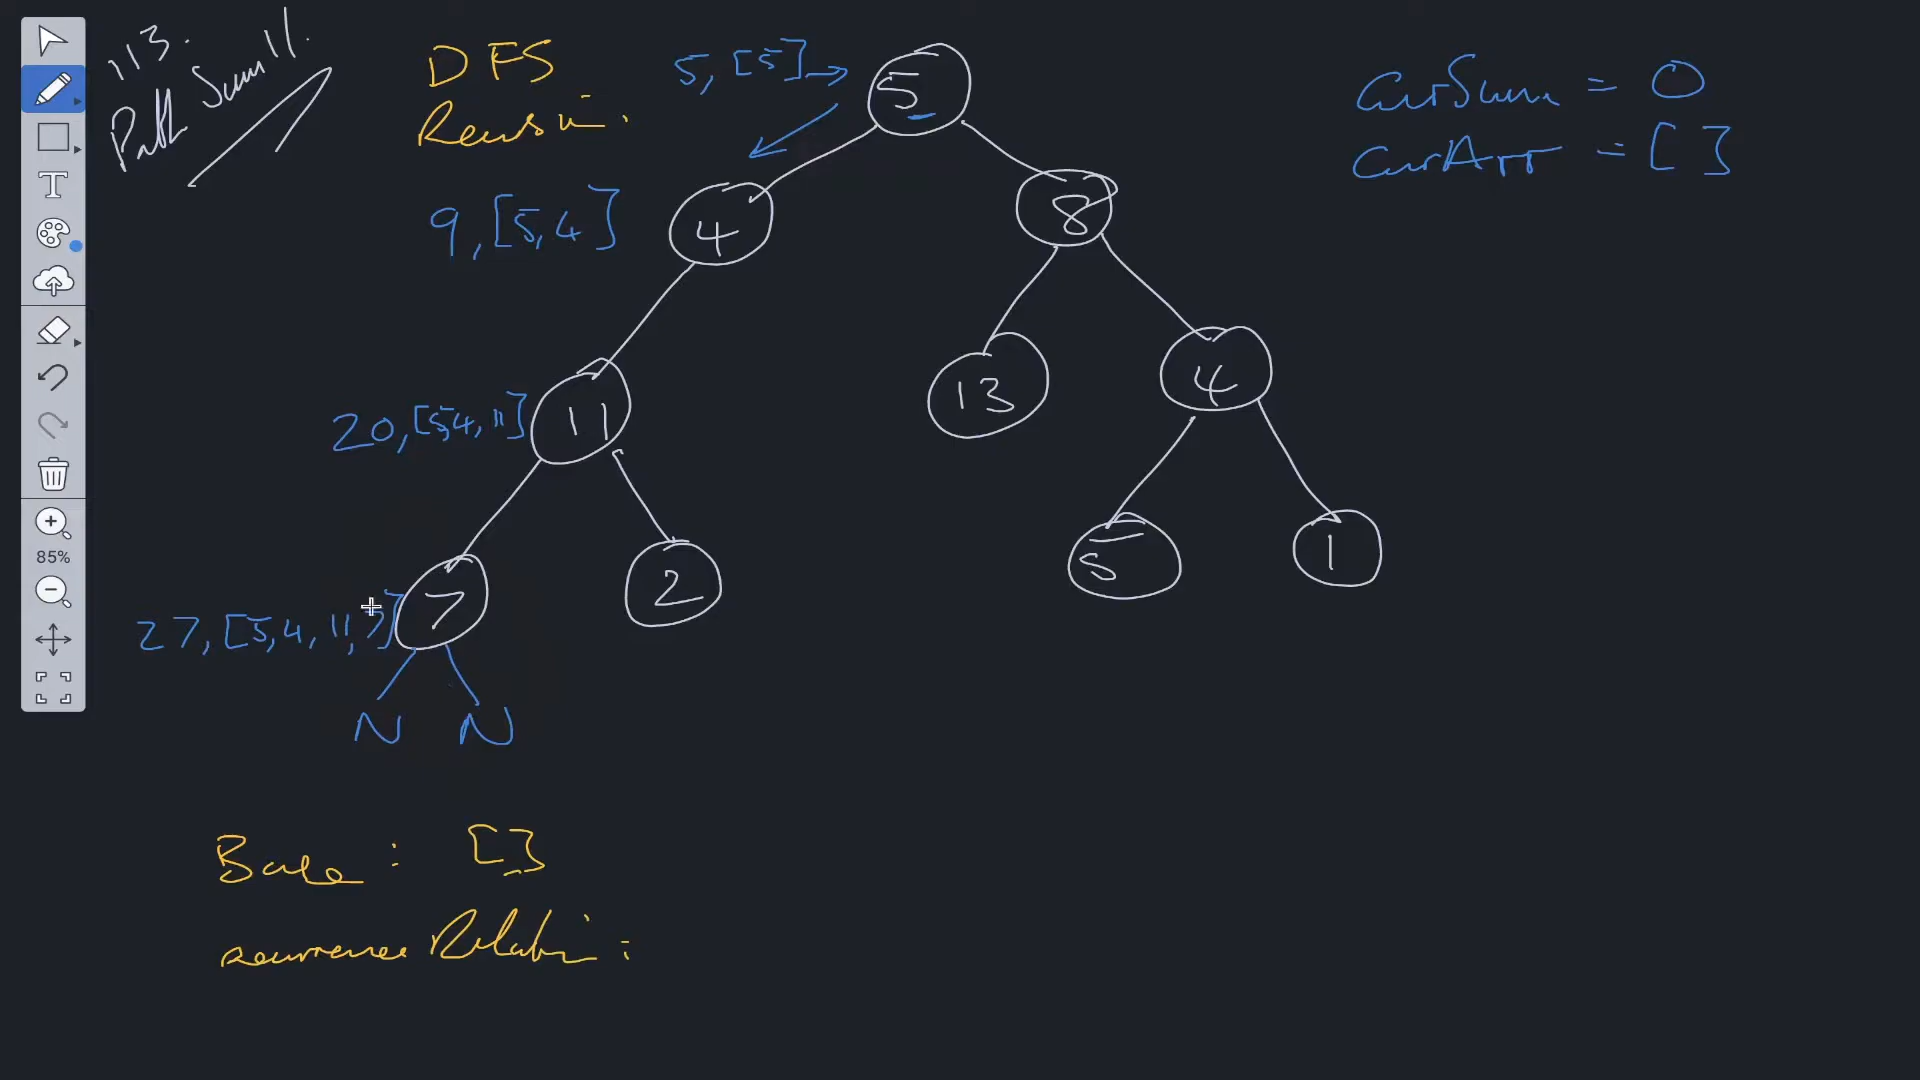 113.
Path Sum II.
DFS
Recursion.
5, [5]
curSum = 0
curArr = []
5
9, [5,4]
4
8
20, [5,4,11]
11
13
4
27, [5,4,11,7]
7
2
5
1
N N
85%
Base : []
recurrence Relation :